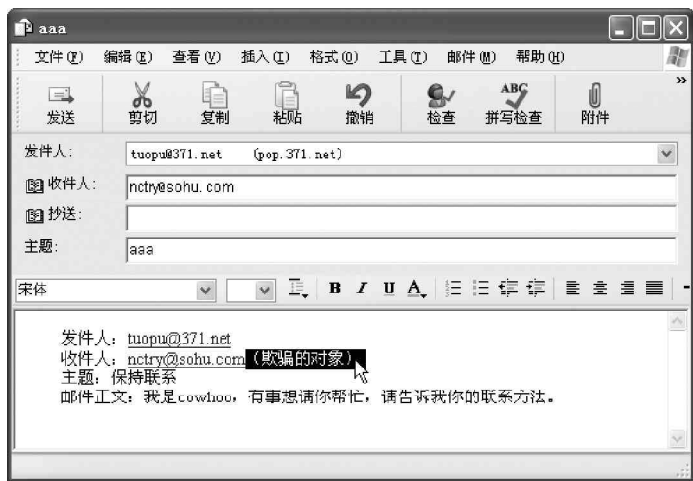 aaa
文件(F) 编辑(E) 查看(V) 插入(I) 格式(O) 工具(T) 邮件(M) 帮助(H)
发送 剪切 复制 粘贴 撤销 检查 拼写检查 附件
发件人: tuopu@371.net (pop.371.net)
收件人: nctry@sohu.com
抄送:
主题: aaa
宋体 B I U A
发件人：tuopu@371.net
收件人：nctry@sohu.com（欺骗的对象）
主题：保持联系
邮件正文：我是cowhoo，有事想请你帮忙，请告诉我你的联系方法。